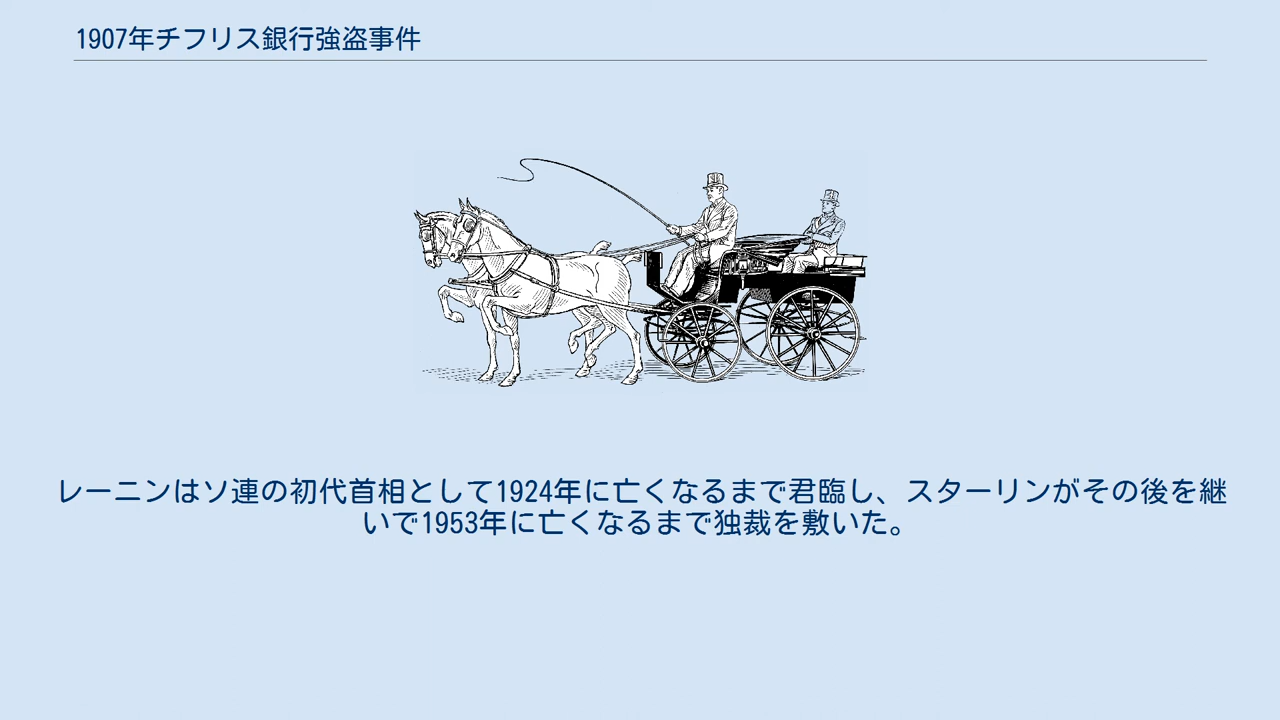 1907年チフリス銀行強盗事件
レーニンはソ連の初代首相として1924年に亡くなるまで君臨し、スターリンがその後を継
いで1953年に亡くなるまで独裁を敷いた。